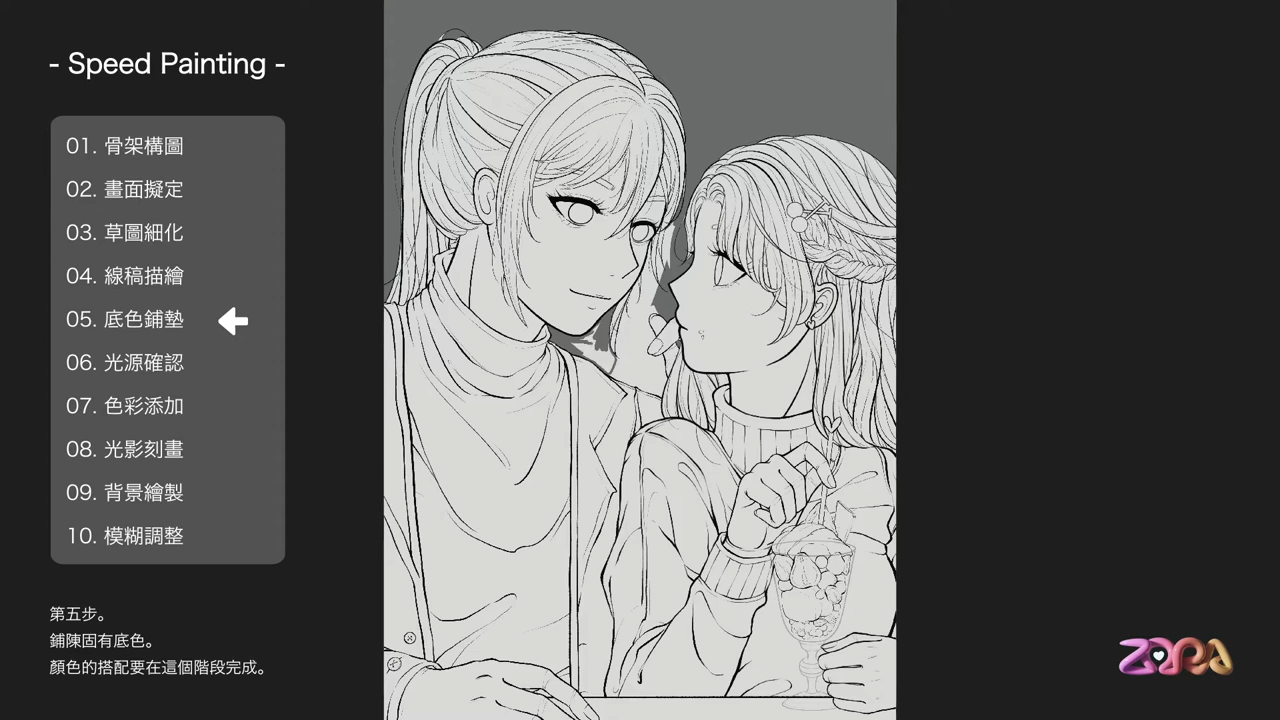 - Speed Painting -
01. 骨架構圖
02. 畫面擬定
03. 草圖細化
04. 線稿描繪
05. 底色鋪墊
06. 光源確認
07. 色彩添加
08. 光影刻畫
09. 背景繪製
10. 模糊調整
第五步。
鋪陳固有底色。
顏色的搭配要在這個階段完成。
ZARA